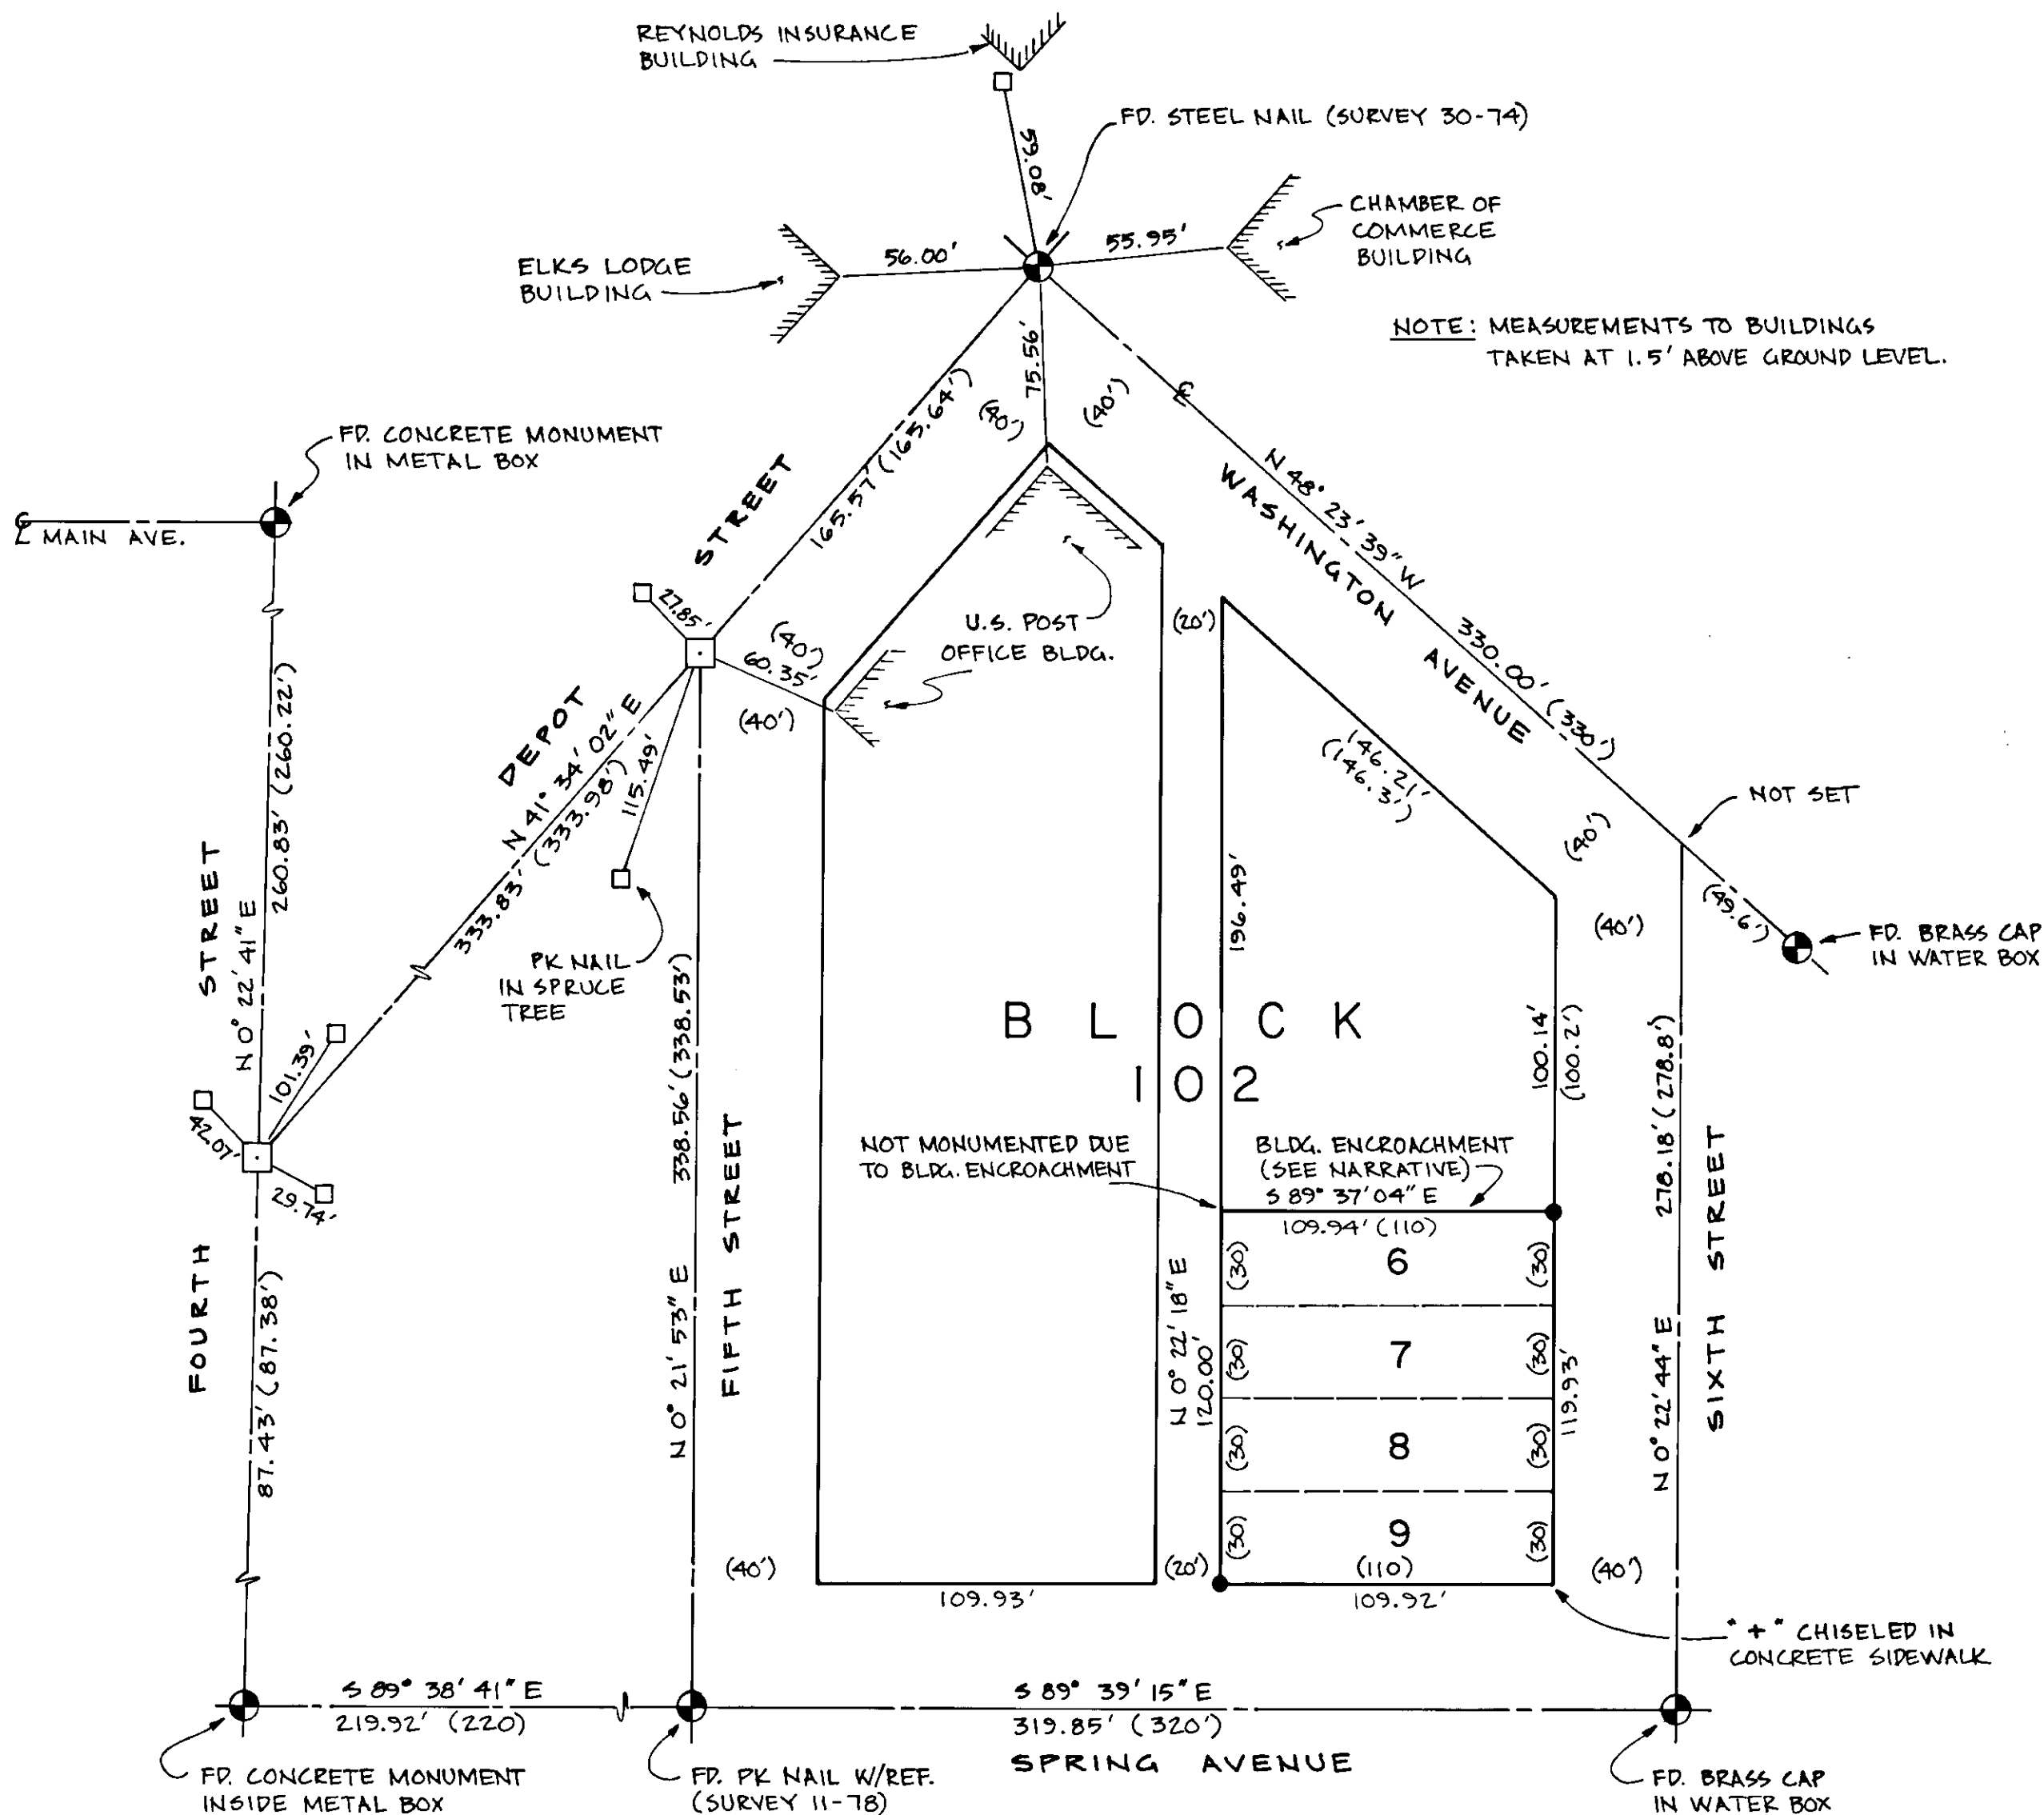 REYNOLDS INSURANCE
BUILDING
59.08'
FD. STEEL NAIL (SURVEY 30-74)
CHAMBER OF
COMMERCE
BUILDING
55.95'
56.00'
ELKS LODGE
BUILDING
NOTE: MEASUREMENTS TO BUILDINGS
TAKEN AT 1.5' ABOVE GROUND LEVEL.
75.56'
(40')
(40')
℄
165.57' (165.64')
FD. CONCRETE MONUMENT
IN METAL BOX
℄ MAIN AVE.
STREET
N 48° 23' 39" W
WASHINGTON
330.00' (330')
AVENUE
27.85'
(40')
60.35'
(40')
U.S. POST
OFFICE BLDG.
(20')
DEPOT
N 41° 34' 02" E
333.83' (333.98')
115.49'
146.21'
(146.3')
NOT SET
(40')
(49.6')
(40')
FD. BRASS CAP
IN WATER BOX
260.83' (260.22')
N 0° 22' 41" E
STREET
PK NAIL
IN SPRUCE
TREE
196.49'
BLOCK
102
100.14'
(100.2')
101.39'
42.07'
29.74'
338.56' (338.53')
N 0° 21' 53" E
FIFTH STREET
NOT MONUMENTED DUE
TO BLDG. ENCROACHMENT
BLDG. ENCROACHMENT
(SEE NARRATIVE)
S 89° 37' 04" E
109.94' (110)
278.18' (278.8')
N 0° 22' 44" E
SIXTH STREET
FOURTH
87.43' (87.38')
N 0° 22' 18" E
120.00'
(30)
6
(30)
(30)
7
(30)
119.93'
(30)
8
(30)
(30)
9
(30)
(110)
(40')
109.93'
(20')
109.92'
(40')
"+" CHISELED IN
CONCRETE SIDEWALK
S 89° 38' 41" E
219.92' (220)
S 89° 39' 15" E
319.85' (320')
SPRING AVENUE
FD. CONCRETE MONUMENT
INSIDE METAL BOX
FD. PK NAIL W/REF.
(SURVEY 11-78)
FD. BRASS CAP
IN WATER BOX